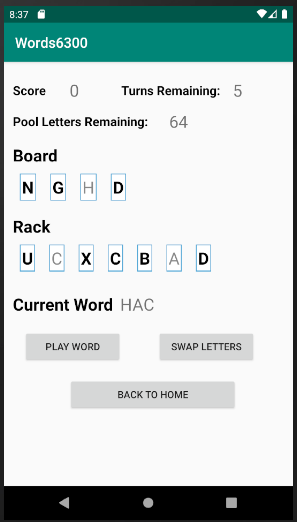 8:37
Words6300
Score 0 Turns Remaining: 5
Pool Letters Remaining: 64
Board
N G H D
Rack
U C X C B A D
Current Word HAC
PLAY WORD SWAP LETTERS
BACK TO HOME